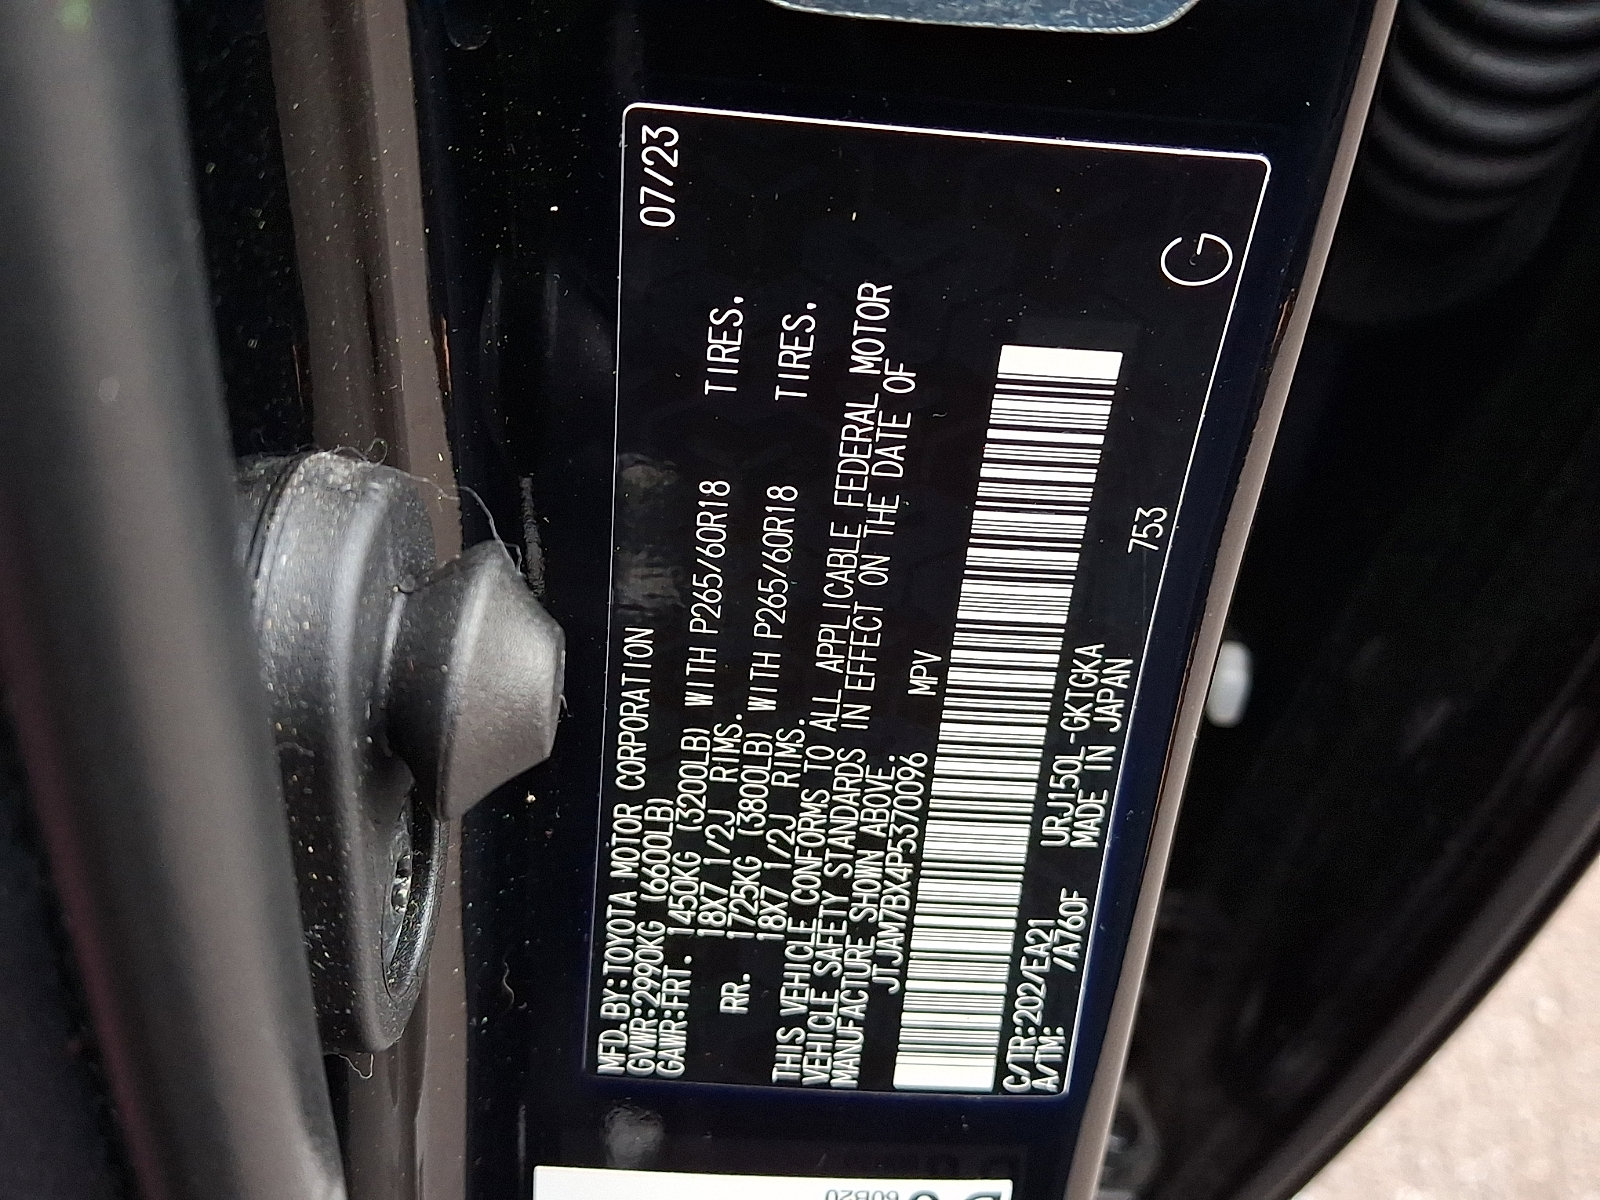 07/23
MFD.BY:TOYOTA MOTOR CORPORATION
GVWR:2990KG (6600LB)
GAWR:FRT. 1450KG (3200LB) WITH P265/60R18 TIRES.
18X7 1/2J RIMS.
RR. 1725KG (3800LB) WITH P265/60R18 TIRES.
18X7 1/2J RIMS.
THIS VEHICLE CONFORMS TO ALL APPLICABLE FEDERAL MOTOR
VEHICLE SAFETY STANDARDS IN EFFECT ON THE DATE OF
MANUFACTURE SHOWN ABOVE.
JTJAM7BX4P5370096 MPV
C/TR:202/EA21 URJ150L-GKTGKA
A/TM: /A760F MADE IN JAPAN
753
G
60B20